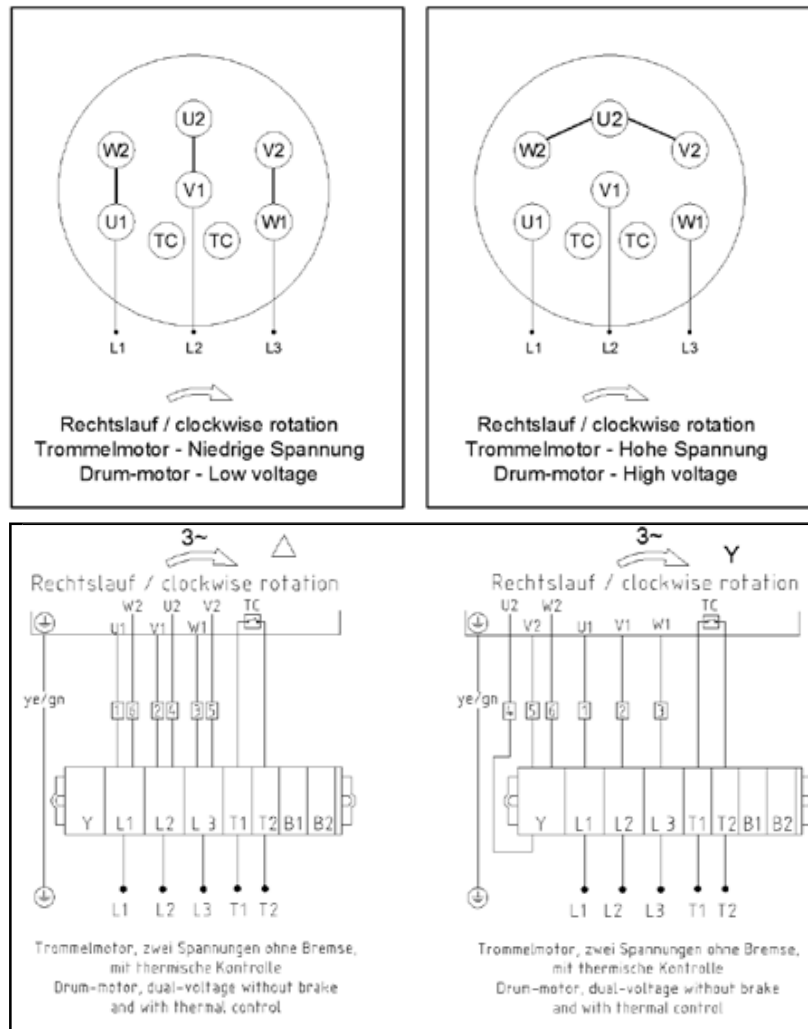 U2
W2 V2
V1
U1 W1
TC TC
L1 L2 L3
Rechtslauf / clockwise rotation
Trommelmotor - Niedrige Spannung
Drum-motor - Low voltage
U2
W2 V2
V1
U1 W1
TC TC
L1 L2 L3
Rechtslauf / clockwise rotation
Trommelmotor - Hohe Spannung
Drum-motor - High voltage
3~ △
Rechtslauf / clockwise rotation
W2 U2 V2 TC
U1 V1 W1
ye/gn
1 6 2 4 3 5
Y L1 L2 L3 T1 T2 B1 B2
L1 L2 L3 T1 T2
Trommelmotor, zwei Spannungen ohne Bremse,
mit thermische Kontrolle
Drum-motor, dual-voltage without brake
and with thermal control
3~ Y
Rechtslauf / clockwise rotation
U2 W2 TC
V2 U1 V1 W1
ye/gn
4 5 6 1 2 3
Y L1 L2 L3 T1 T2 B1 B2
L1 L2 L3 T1 T2
Trommelmotor, zwei Spannungen ohne Bremse,
mit thermische Kontrolle
Drum-motor, dual-voltage without brake
and with thermal control